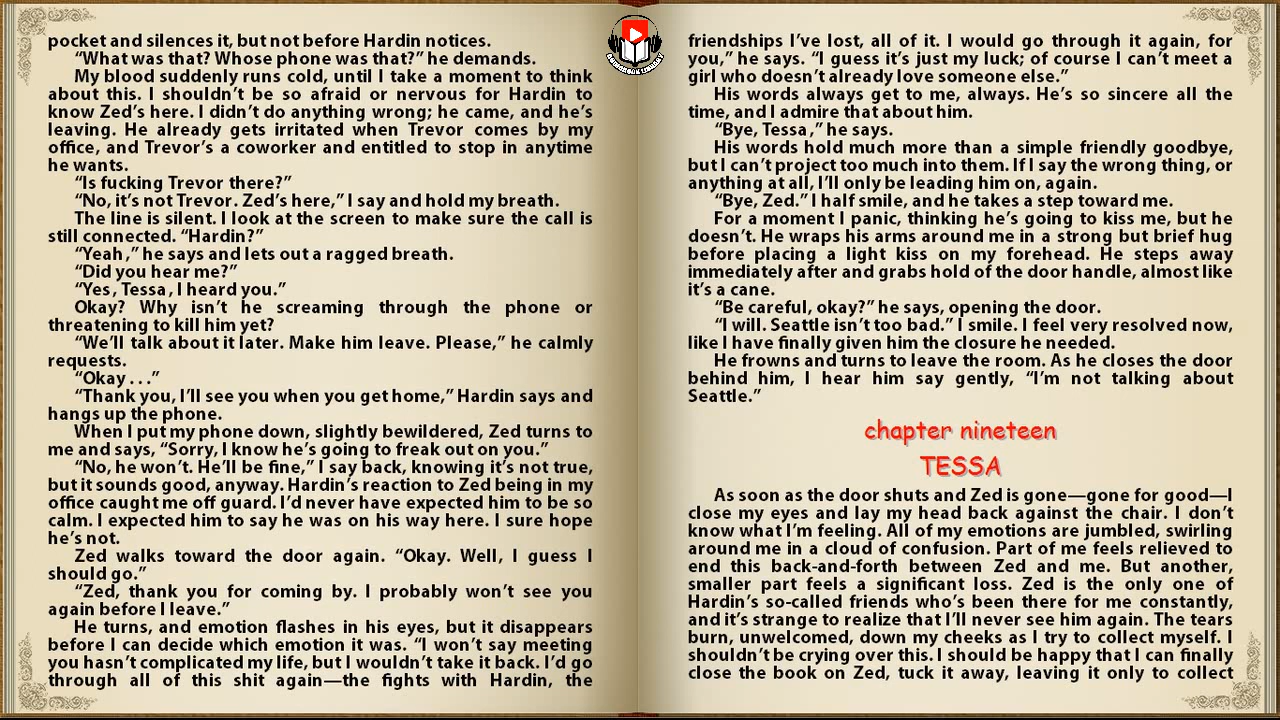 pocket and silences it, but not before Hardin notices.
“What was that? Whose phone was that?” he demands.
My blood suddenly runs cold, until I take a moment to think
about this. I shouldn’t be so afraid or nervous for Hardin to
know Zed’s here. I didn’t do anything wrong; he came, and he’s
leaving. He already gets irritated when Trevor comes by my
office, and Trevor’s a coworker and entitled to stop in anytime
he wants.
“Is fucking Trevor there?”
“No, it’s not Trevor. Zed’s here,” I say and hold my breath.
The line is silent. I look at the screen to make sure the call is
still connected. “Hardin?”
“Yeah,” he says and lets out a ragged breath.
“Did you hear me?”
“Yes, Tessa, I heard you.”
Okay? Why isn’t he screaming through the phone or
threatening to kill him yet?
“We’ll talk about it later. Make him leave. Please,” he calmly
requests.
“Okay . . .”
“Thank you, I’ll see you when you get home,” Hardin says and
hangs up the phone.
When I put my phone down, slightly bewildered, Zed turns to
me and says, “Sorry, I know he’s going to freak out on you.”
“No, he won’t. He’ll be fine,” I say back, knowing it’s not true,
but it sounds good, anyway. Hardin’s reaction to Zed being in my
office caught me off guard. I’d never have expected him to be so
calm. I expected him to say he was on his way here. I sure hope
he’s not.
Zed walks toward the door again. “Okay. Well, I guess I
should go.”
“Zed, thank you for coming by. I probably won’t see you
again before I leave.”
He turns, and emotion flashes in his eyes, but it disappears
before I can decide which emotion it was. “I won’t say meeting
you hasn’t complicated my life, but I wouldn’t take it back. I’d go
through all of this shit again—the fights with Hardin, the
friendships I’ve lost, all of it. I would go through it again, for
you,” he says. “I guess it’s just my luck; of course I can’t meet a
girl who doesn’t already love someone else.”
His words always get to me, always. He’s so sincere all the
time, and I admire that about him.
“Bye, Tessa,” he says.
His words hold much more than a simple friendly goodbye,
but I can’t project too much into them. If I say the wrong thing, or
anything at all, I’ll only be leading him on, again.
“Bye, Zed.” I half smile, and he takes a step toward me.
For a moment I panic, thinking he’s going to kiss me, but he
doesn’t. He wraps his arms around me in a strong but brief hug
before placing a light kiss on my forehead. He steps away
immediately after and grabs hold of the door handle, almost like
it’s a cane.
“Be careful, okay?” he says, opening the door.
“I will. Seattle isn’t too bad.” I smile. I feel very resolved now,
like I have finally given him the closure he needed.
He frowns and turns to leave the room. As he closes the door
behind him, I hear him say gently, “I’m not talking about
Seattle.”
chapter nineteen
TESSA
As soon as the door shuts and Zed is gone—gone for good—I
close my eyes and lay my head back against the chair. I don’t
know what I’m feeling. All of my emotions are jumbled, swirling
around me in a cloud of confusion. Part of me feels relieved to
end this back-and-forth between Zed and me. But another,
smaller part feels a significant loss. Zed is the only one of
Hardin’s so-called friends who’s been there for me constantly,
and it’s strange to realize that I’ll never see him again. The tears
burn, unwelcomed, down my cheeks as I try to collect myself. I
shouldn’t be crying over this. I should be happy that I can finally
close the book on Zed, tuck it away, leaving it only to collect